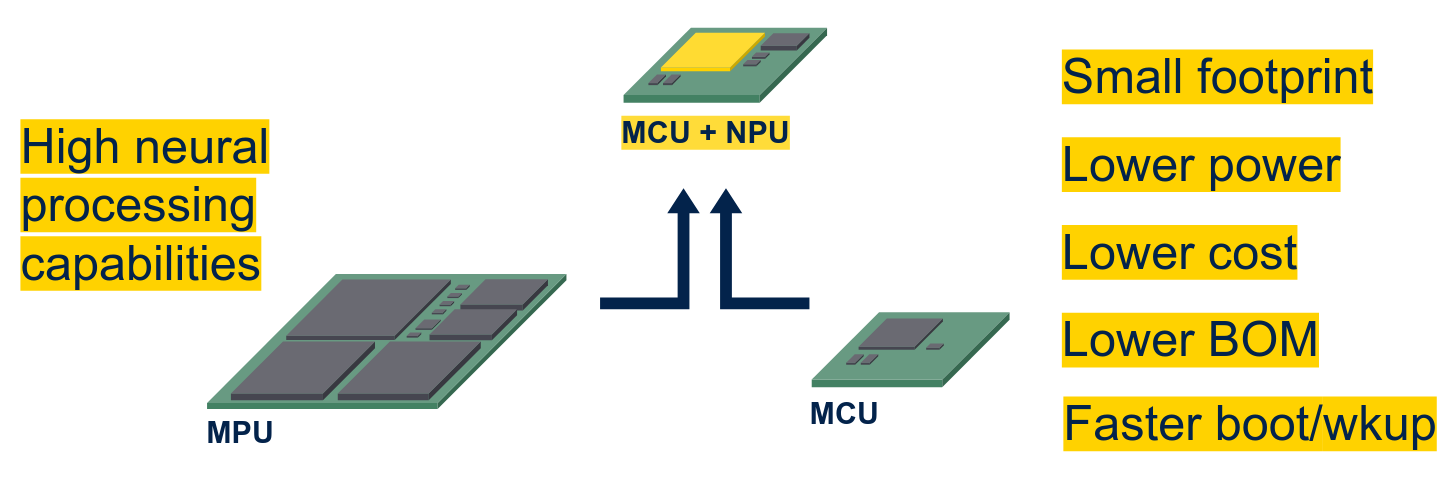 High neural
processing
capabilities
MPU
MCU + NPU
MCU
Small footprint
Lower power
Lower cost
Lower BOM
Faster boot/wkup